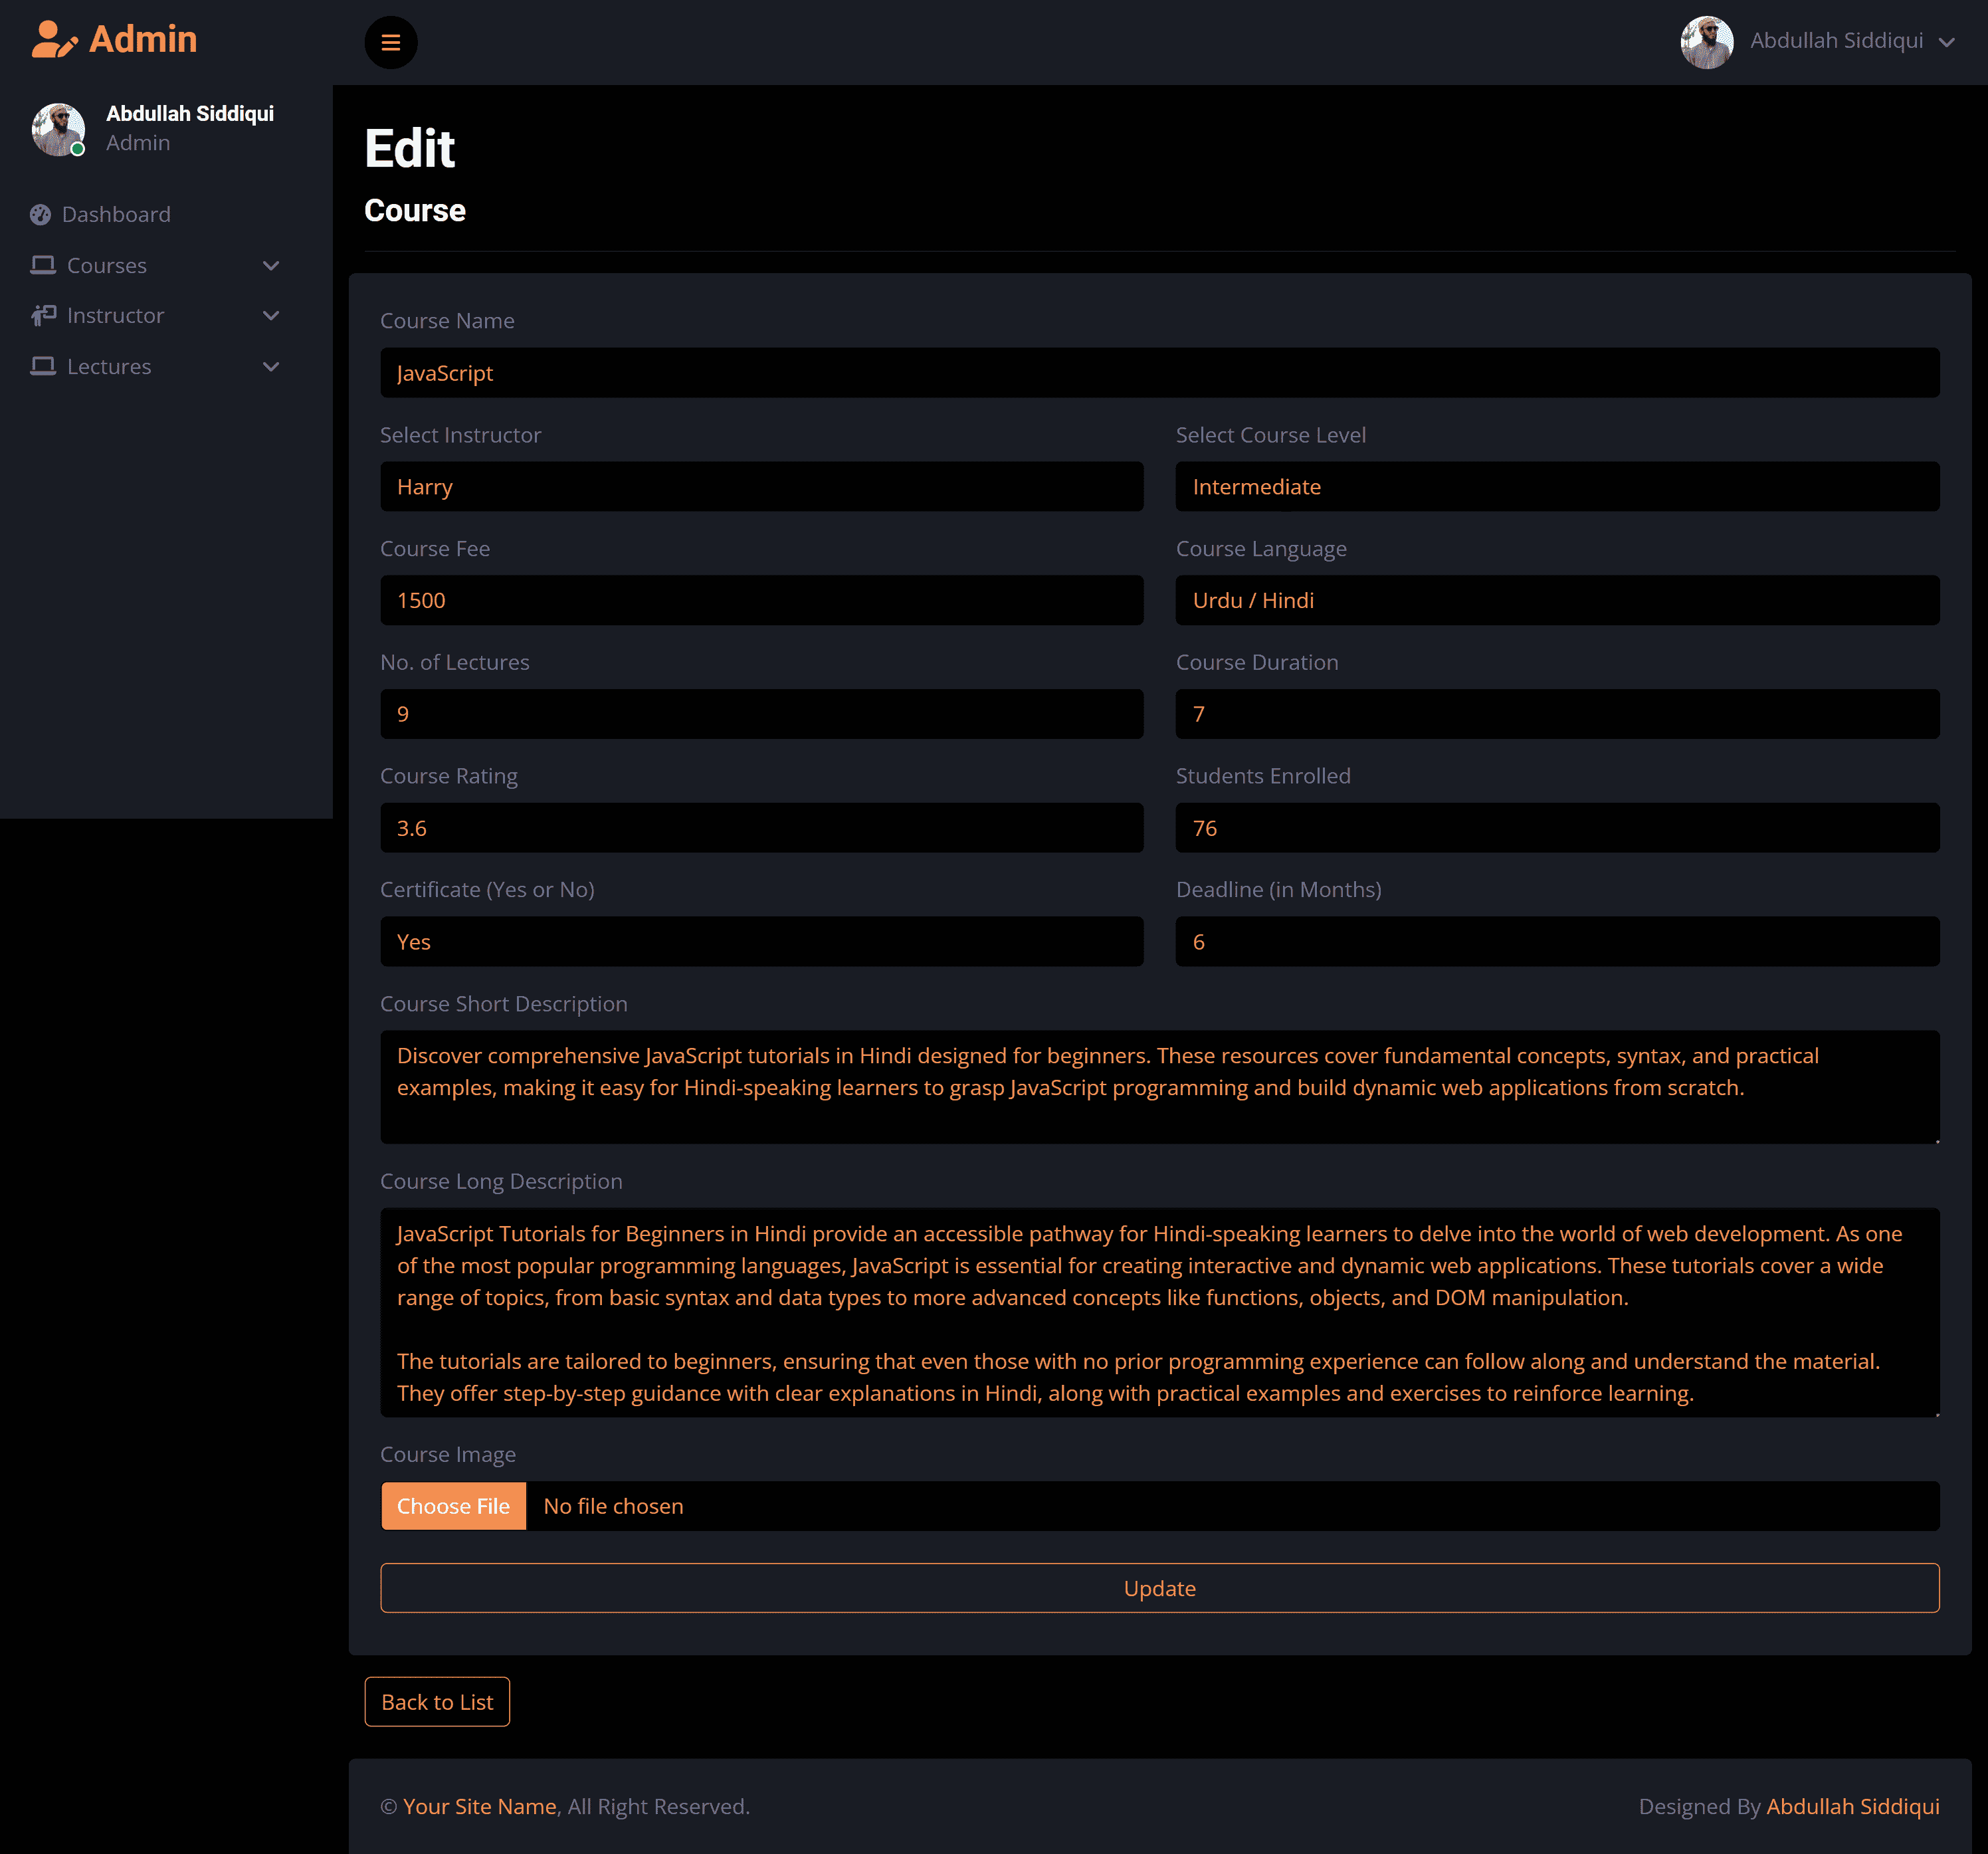 Admin
Abdullah Siddiqui
Abdullah Siddiqui
Admin
Dashboard
Courses
Instructor
Lectures
Edit
Course
Course Name
JavaScript
Select Instructor
Select Course Level
Harry
Intermediate
Course Fee
Course Language
1500
Urdu / Hindi
No. of Lectures
Course Duration
9
7
Course Rating
Students Enrolled
3.6
76
Certificate (Yes or No)
Deadline (in Months)
Yes
6
Course Short Description
Discover comprehensive JavaScript tutorials in Hindi designed for beginners. These resources cover fundamental concepts, syntax, and practical
examples, making it easy for Hindi-speaking learners to grasp JavaScript programming and build dynamic web applications from scratch.
Course Long Description
JavaScript Tutorials for Beginners in Hindi provide an accessible pathway for Hindi-speaking learners to delve into the world of web development. As one
of the most popular programming languages, JavaScript is essential for creating interactive and dynamic web applications. These tutorials cover a wide
range of topics, from basic syntax and data types to more advanced concepts like functions, objects, and DOM manipulation.
The tutorials are tailored to beginners, ensuring that even those with no prior programming experience can follow along and understand the material.
They offer step-by-step guidance with clear explanations in Hindi, along with practical examples and exercises to reinforce learning.
Course Image
Choose File No file chosen
Update
Back to List
© Your Site Name, All Right Reserved.
Designed By Abdullah Siddiqui